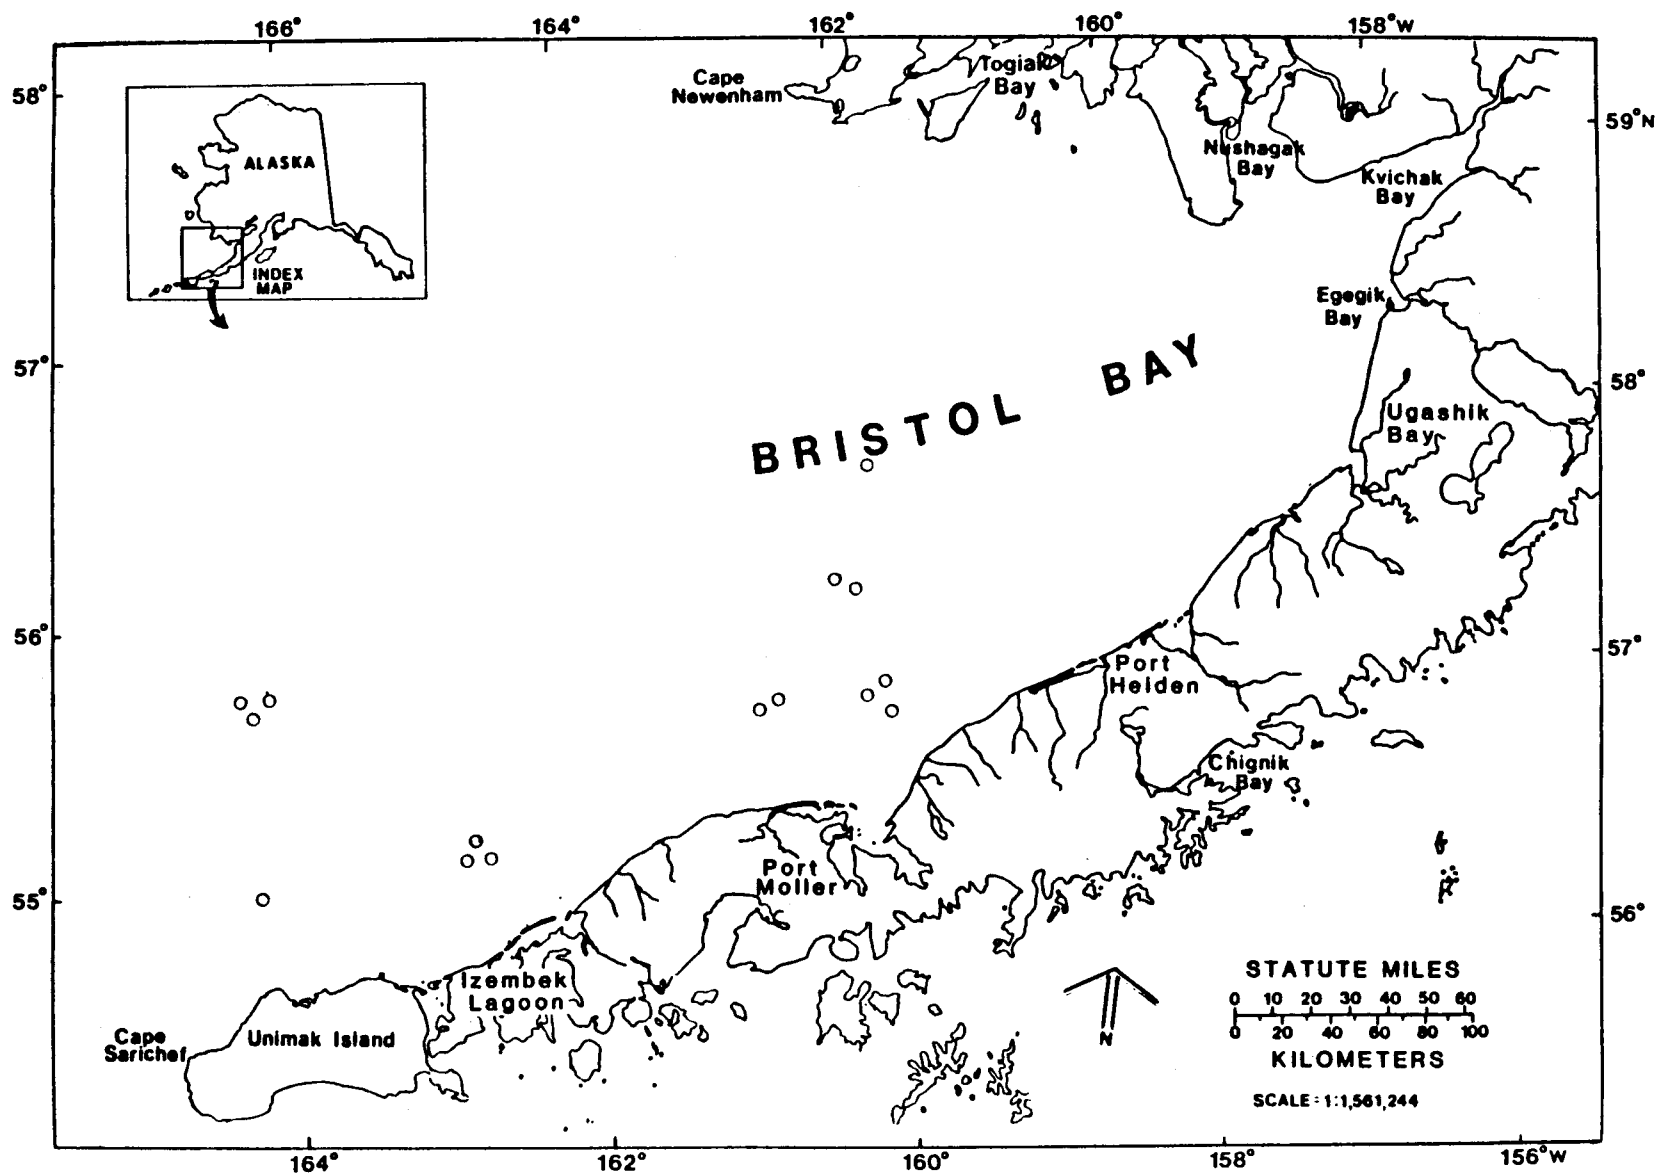 166°
164°
162°
160°
158°W
58°
57°
56°
55°
59°N
58°
57°
56°
164°
162°
160°
158°
156°W
ALASKA
INDEX
MAP
Cape
Newenham
Togiak
Bay
Nushagak
Bay
Kvichak
Bay
Egegik
Bay
BRISTOL BAY
Ugashik
Bay
Port
Heiden
Chignik
Bay
Port
Moller
Izembek
Lagoon
Cape
Sarichef
Unimak Island
N
STATUTE MILES
0 10 20 30 40 50 60
0 20 40 60 80 100
KILOMETERS
SCALE = 1:1,561,244